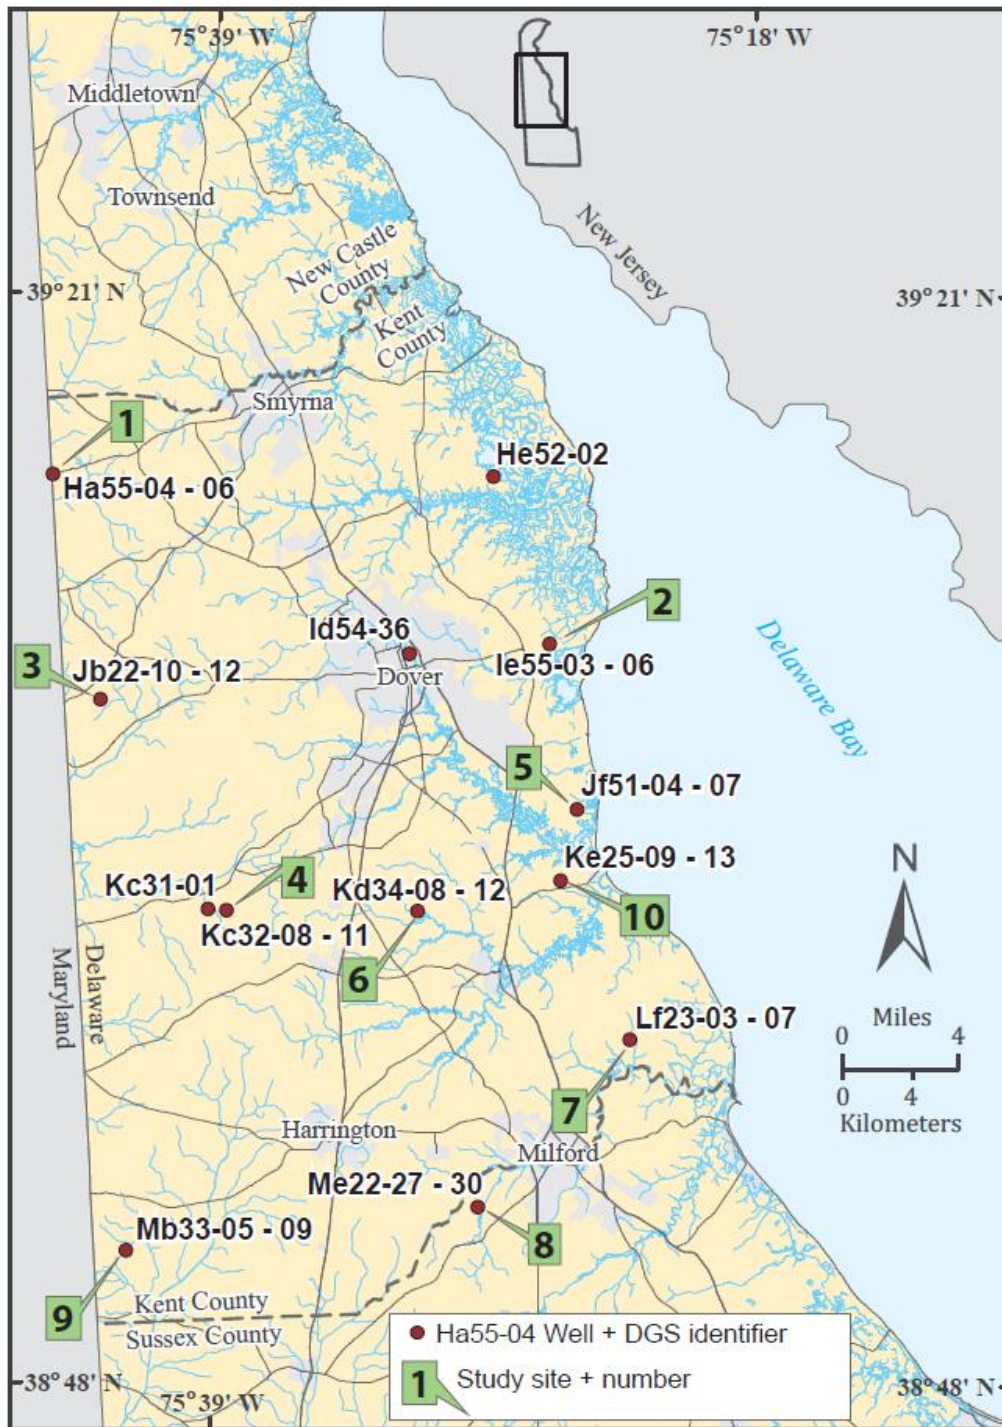 75°39' W
75°18' W
Middletown
Townsend
New Jersey
New Castle
County
Kent
County
39°21' N
39°21' N
Smyrna
1
Ha55-04 - 06
He52-02
2
Id54-36
Dover
Ie55-03 - 06
3
Jb22-10 - 12
Delaware Bay
5
Jf51-04 - 07
Ke25-09 - 13
10
Kc31-01
4
Kc32-08 - 11
Kd34-08 - 12
6
N
Delaware
Maryland
Miles
0 4
0 4
Kilometers
Lf23-03 - 07
7
Harrington
Milford
Me22-27 - 30
8
Mb33-05 - 09
9
Kent County
Sussex County
Ha55-04 Well + DGS identifier
1 Study site + number
38°48' N
75°39' W
38°48' N